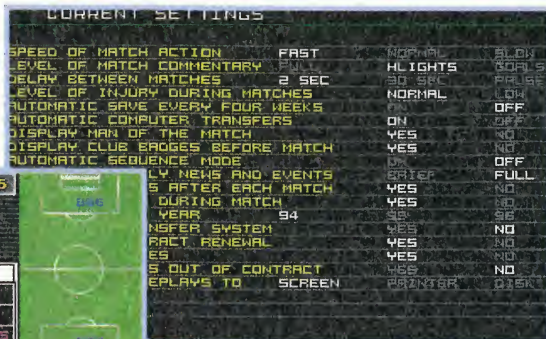 CURRENT SETTINGS
SPEED OF MATCH ACTION FAST NORMAL SLOW
LEVEL OF MATCH COMMENTARY FULL HLIGHTS GOALS
DELAY BETWEEN MATCHES 2 SEC 30 SEC PAUSE
LEVEL OF INJURY DURING MATCHES NORMAL LOW
AUTOMATIC SAVE EVERY FOUR WEEKS ON OFF
AUTOMATIC COMPUTER TRANSFERS ON OFF
DISPLAY MAN OF THE MATCH YES NO
DISPLAY CLUB BADGES BEFORE MATCH YES NO
AUTOMATIC SEQUENCE MODE ON OFF
LY NEWS AND EVENTS BRIEF FULL
S AFTER EACH MATCH YES NO
DURING MATCH YES NO
YEAR 94 95 96
NSFER SYSTEM YES NO
RACT RENEWAL YES NO
ES YES NO
S OUT OF CONTRACT YES NO
EPLAYS TO SCREEN PRINTER DISK